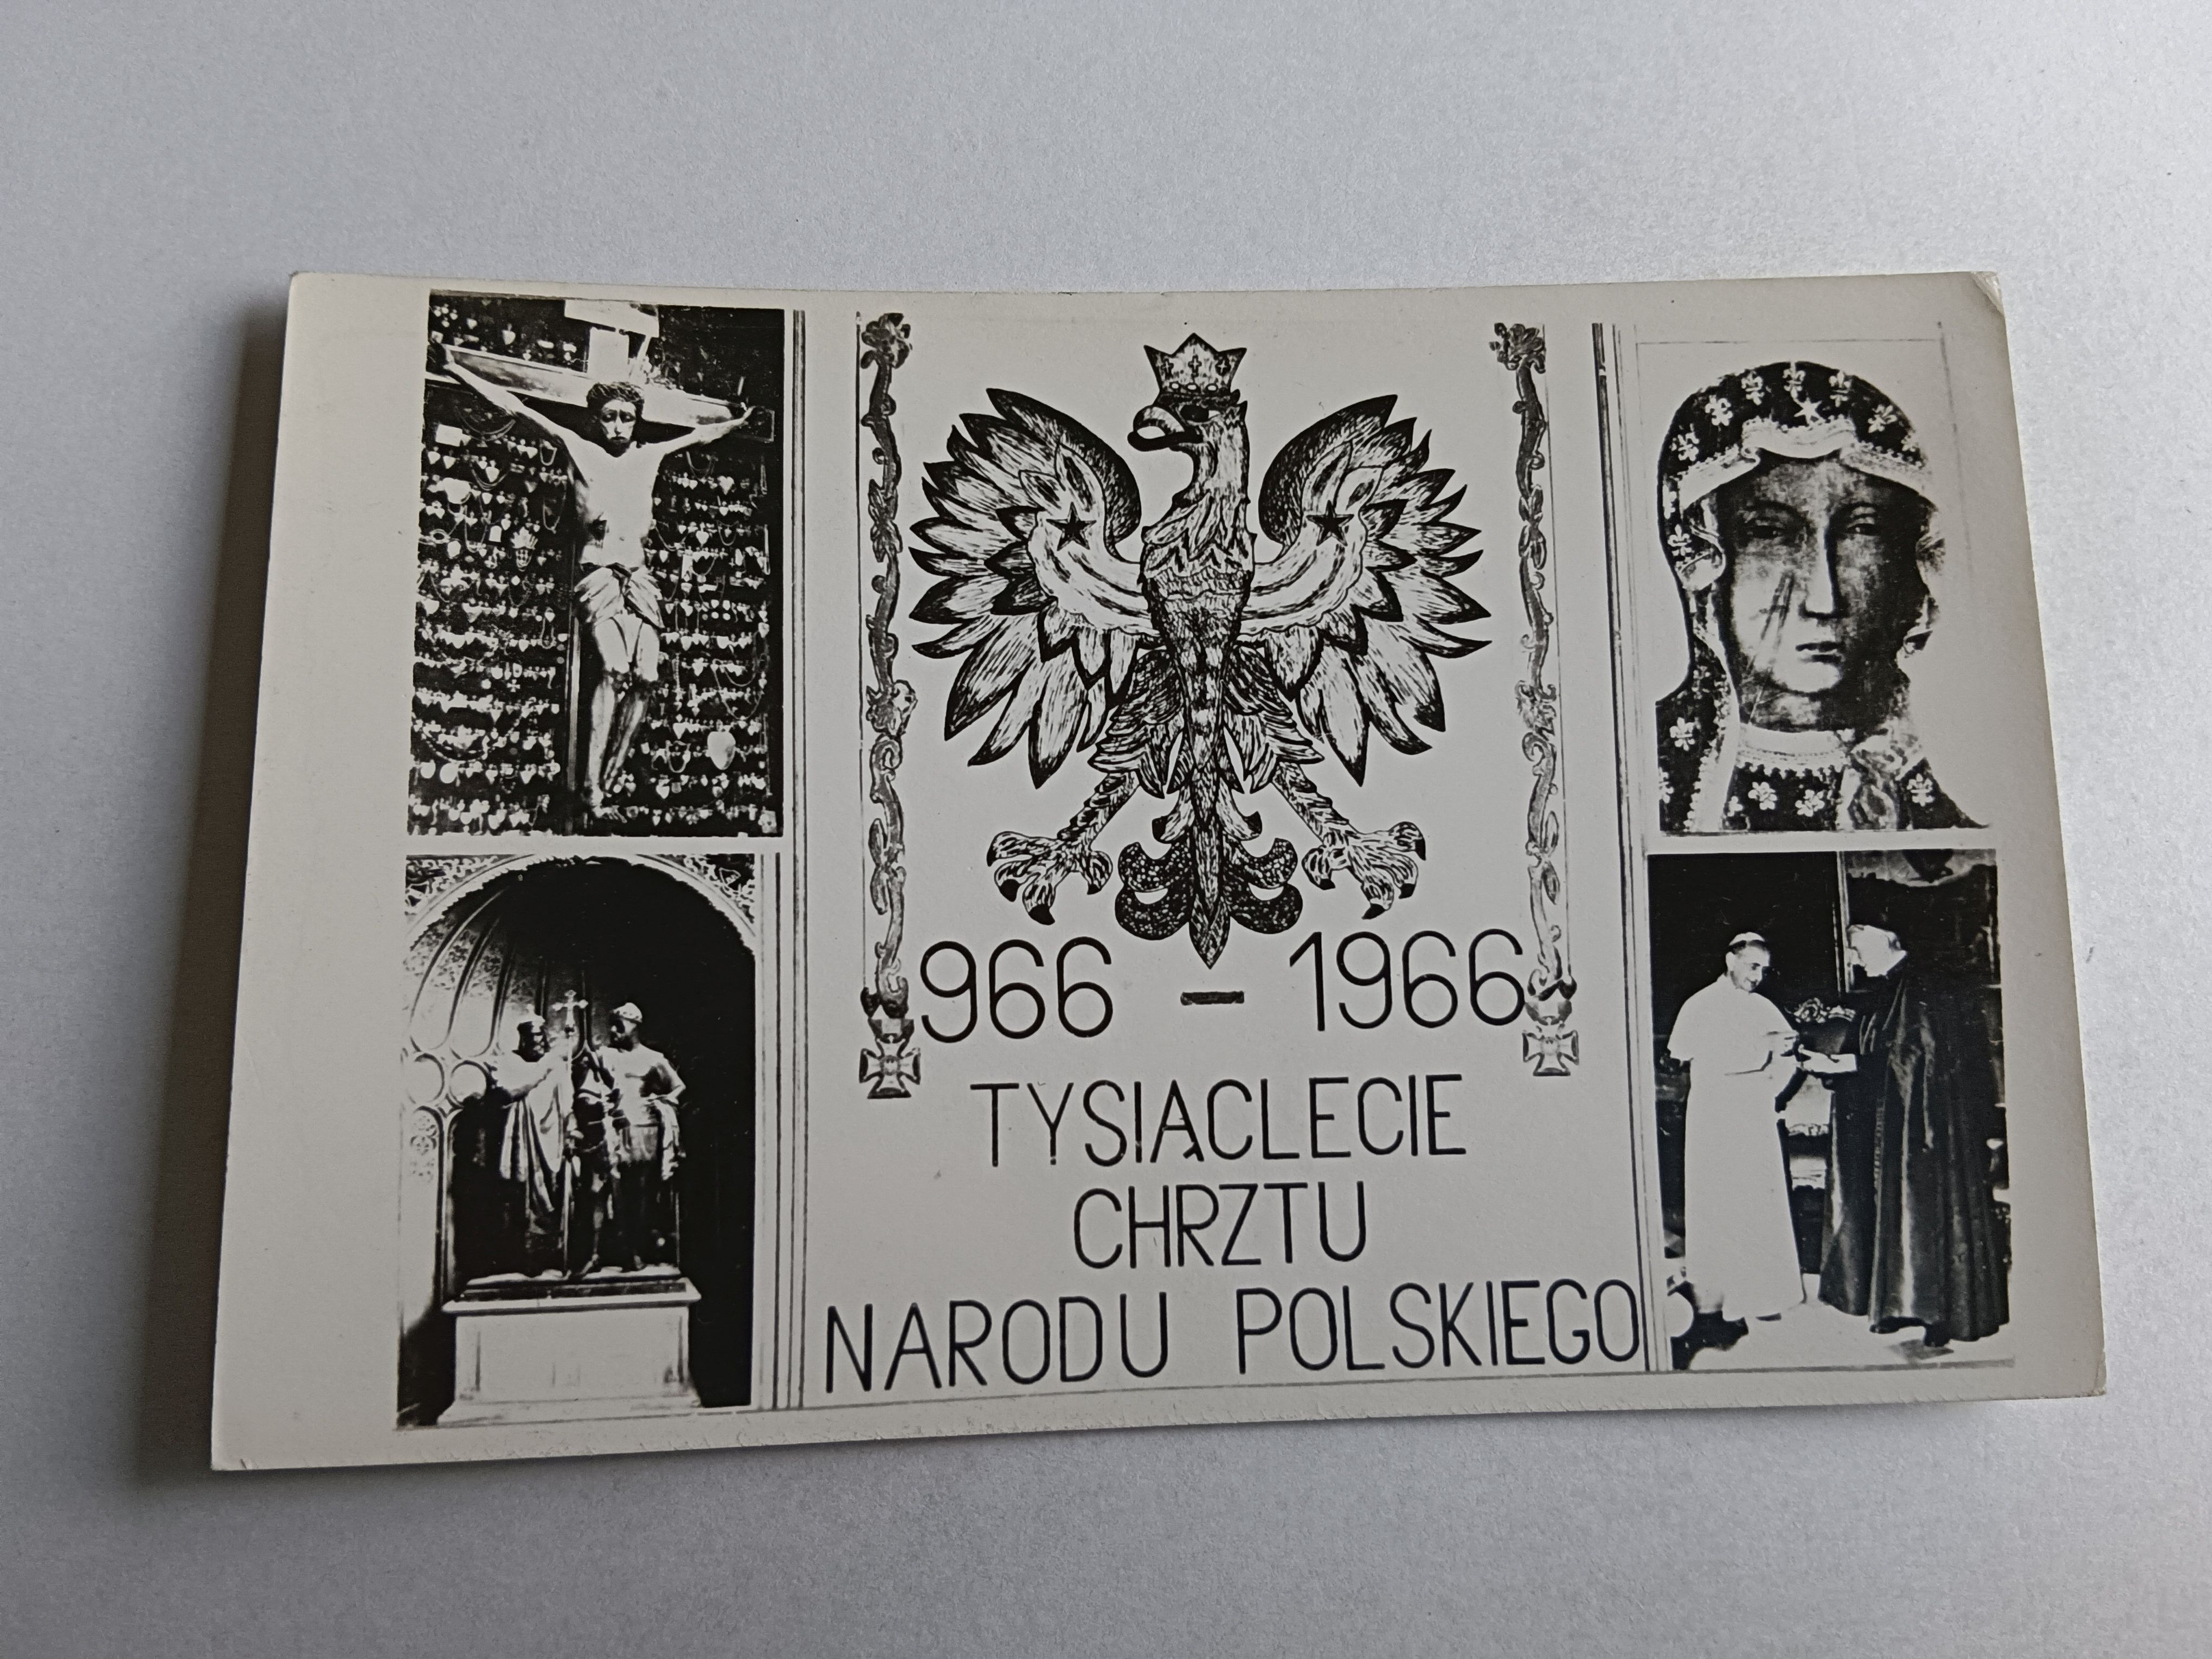 966 – 1966
TYSIĄCLECIE
CHRZTU
NARODU POLSKIEGO